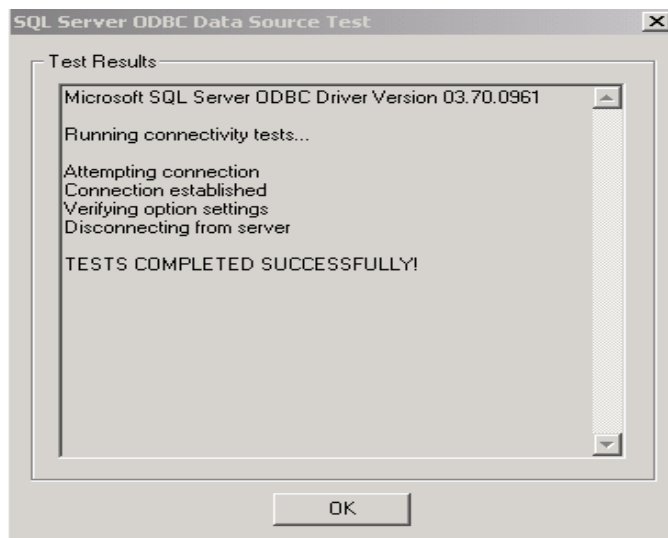 SQL Server ODBC Data Source Test
Test Results
Microsoft SQL Server ODBC Driver Version 03.70.0961
Running connectivity tests...
Attempting connection
Connection established
Verifying option settings
Disconnecting from server
TESTS COMPLETED SUCCESSFULLY!
OK